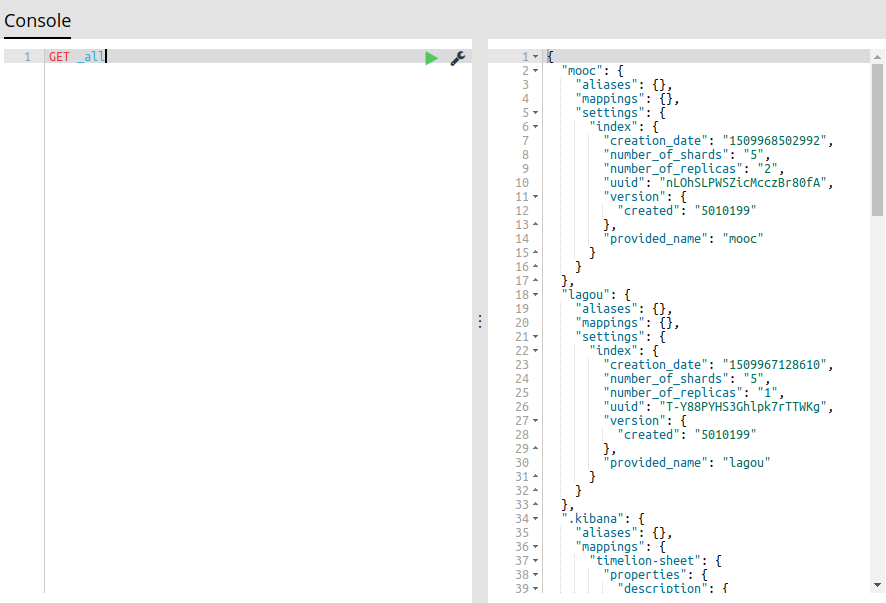 Console
1 GET _all
1 {
2 "mooc": {
3 "aliases": {},
4 "mappings": {},
5 "settings": {
6 "index": {
7 "creation_date": "1509968502992",
8 "number_of_shards": "5",
9 "number_of_replicas": "2",
10 "uuid": "nLOhSLPWSZicMcczBr80fA",
11 "version": {
12 "created": "5010199"
13 },
14 "provided_name": "mooc"
15 }
16 }
17 },
18 "lagou": {
19 "aliases": {},
20 "mappings": {},
21 "settings": {
22 "index": {
23 "creation_date": "1509967128610",
24 "number_of_shards": "5",
25 "number_of_replicas": "1",
26 "uuid": "T-Y88PYHS3Ghlpk7rTTWKg",
27 "version": {
28 "created": "5010199"
29 },
30 "provided_name": "lagou"
31 }
32 }
33 },
34 ".kibana": {
35 "aliases": {},
36 "mappings": {
37 "timelion-sheet": {
38 "properties": {
39 "description": {